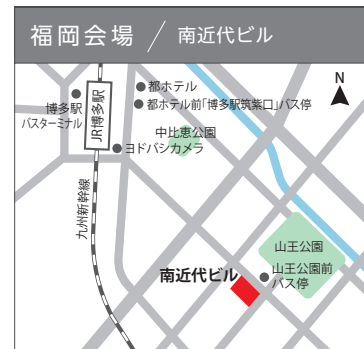 福岡会場 / 南近代ビル
N
都ホテル
都ホテル前「博多駅筑紫口」バス停
博多駅
バスターミナル
JR博多駅
中比恵公園
ヨドバシカメラ
九州新幹線
山王公園
南近代ビル
山王公園前
バス停